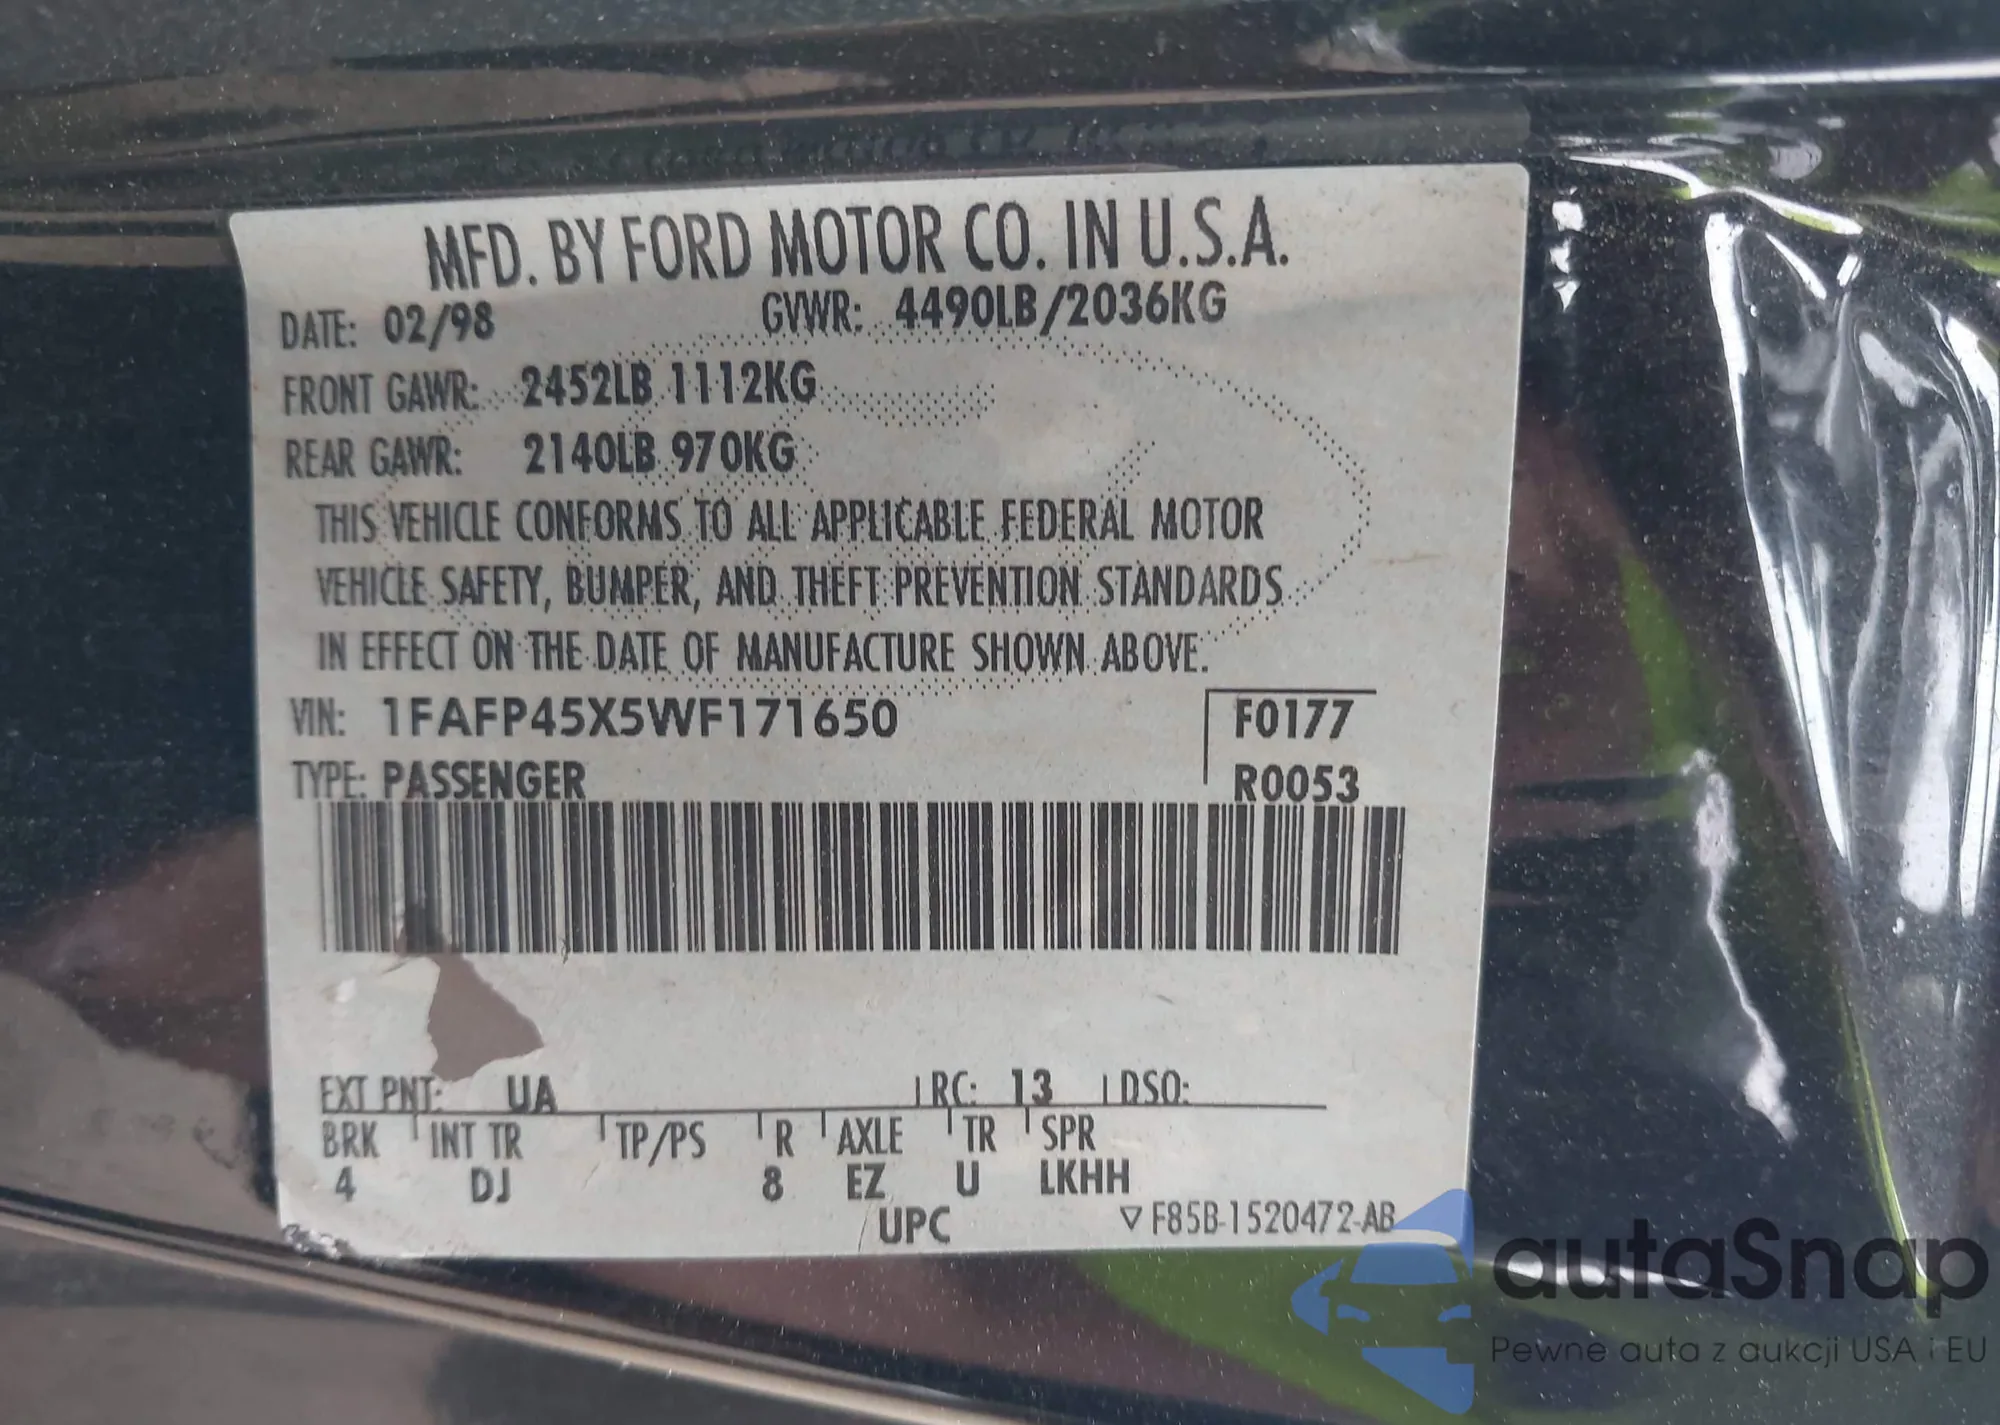 MFD. BY FORD MOTOR CO. IN U.S.A.
DATE: 02/98 GVWR: 4490LB/2036KG
FRONT GAWR: 2452LB 1112KG
REAR GAWR: 2140LB 970KG
THIS VEHICLE CONFORMS TO ALL APPLICABLE FEDERAL MOTOR
VEHICLE SAFETY, BUMPER, AND THEFT PREVENTION STANDARDS
IN EFFECT ON THE DATE OF MANUFACTURE SHOWN ABOVE.
VIN: 1FAFP45X5WF171650 F0177
TYPE: PASSENGER R0053
EXT PNT: UA RC: 13 DSO:
BRK INT TR TP/PS R AXLE TR SPR
4 DJ 8 EZ U LKHH
UPC ▽ F85B-1520472-AB
autaSnap
Pewne auta z aukcji USA i EU